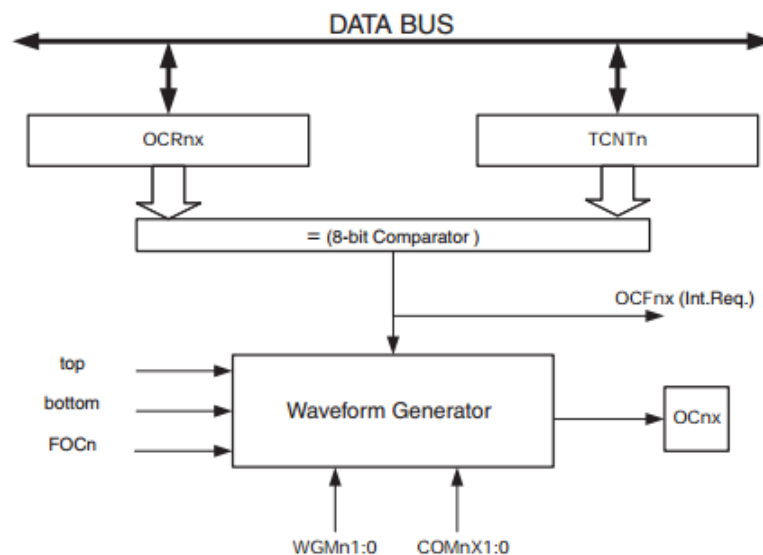 DATA BUS
OCRnx
TCNTn
= (8-bit Comparator )
OCFnx (Int.Req.)
top
bottom
FOCn
Waveform Generator
OCnx
WGMn1:0
COMnX1:0